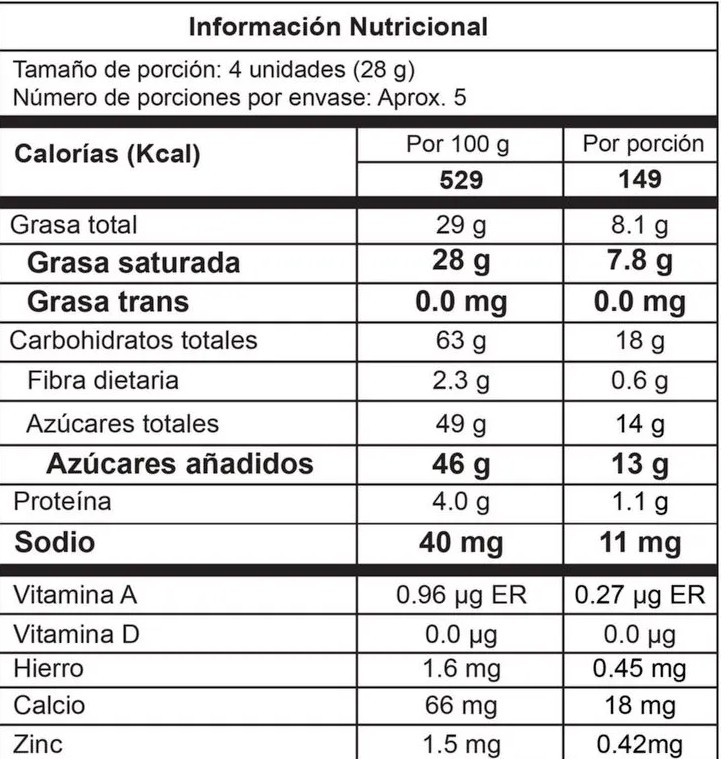 Información Nutricional
Tamaño de porción: 4 unidades (28 g)
Número de porciones por envase: Aprox. 5
Calorías (Kcal) Por 100 g Por porción
529 149
Grasa total 29 g 8.1 g
Grasa saturada 28 g 7.8 g
Grasa trans 0.0 mg 0.0 mg
Carbohidratos totales 63 g 18 g
Fibra dietaria 2.3 g 0.6 g
Azúcares totales 49 g 14 g
Azúcares añadidos 46 g 13 g
Proteína 4.0 g 1.1 g
Sodio 40 mg 11 mg
Vitamina A 0.96 µg ER 0.27 µg ER
Vitamina D 0.0 µg 0.0 µg
Hierro 1.6 mg 0.45 mg
Calcio 66 mg 18 mg
Zinc 1.5 mg 0.42mg